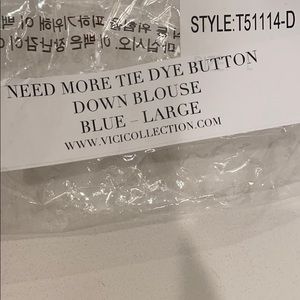 STYLE:T51114-D
NEED MORE TIE DYE BUTTON
DOWN BLOUSE
BLUE – LARGE
WWW.VICICOLLECTION.COM